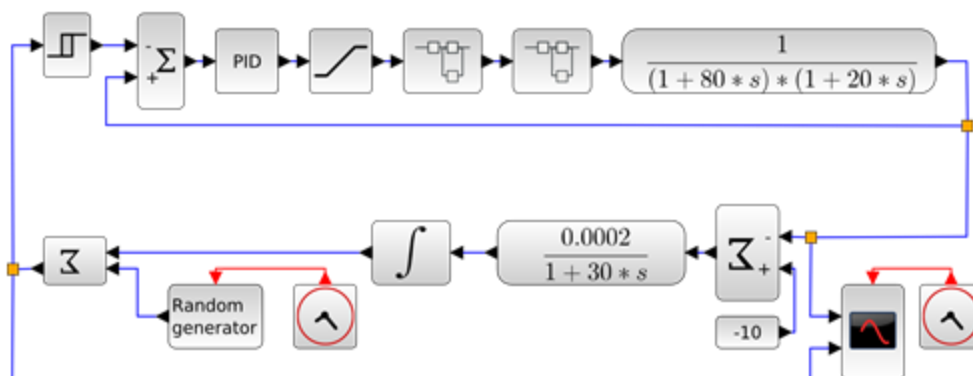 -
Σ
+
PID
1
(1 + 80 * s) * (1 + 20 * s)
Σ
Random
generator
∫
0.0002
1 + 30 * s
-
Σ
+
-10